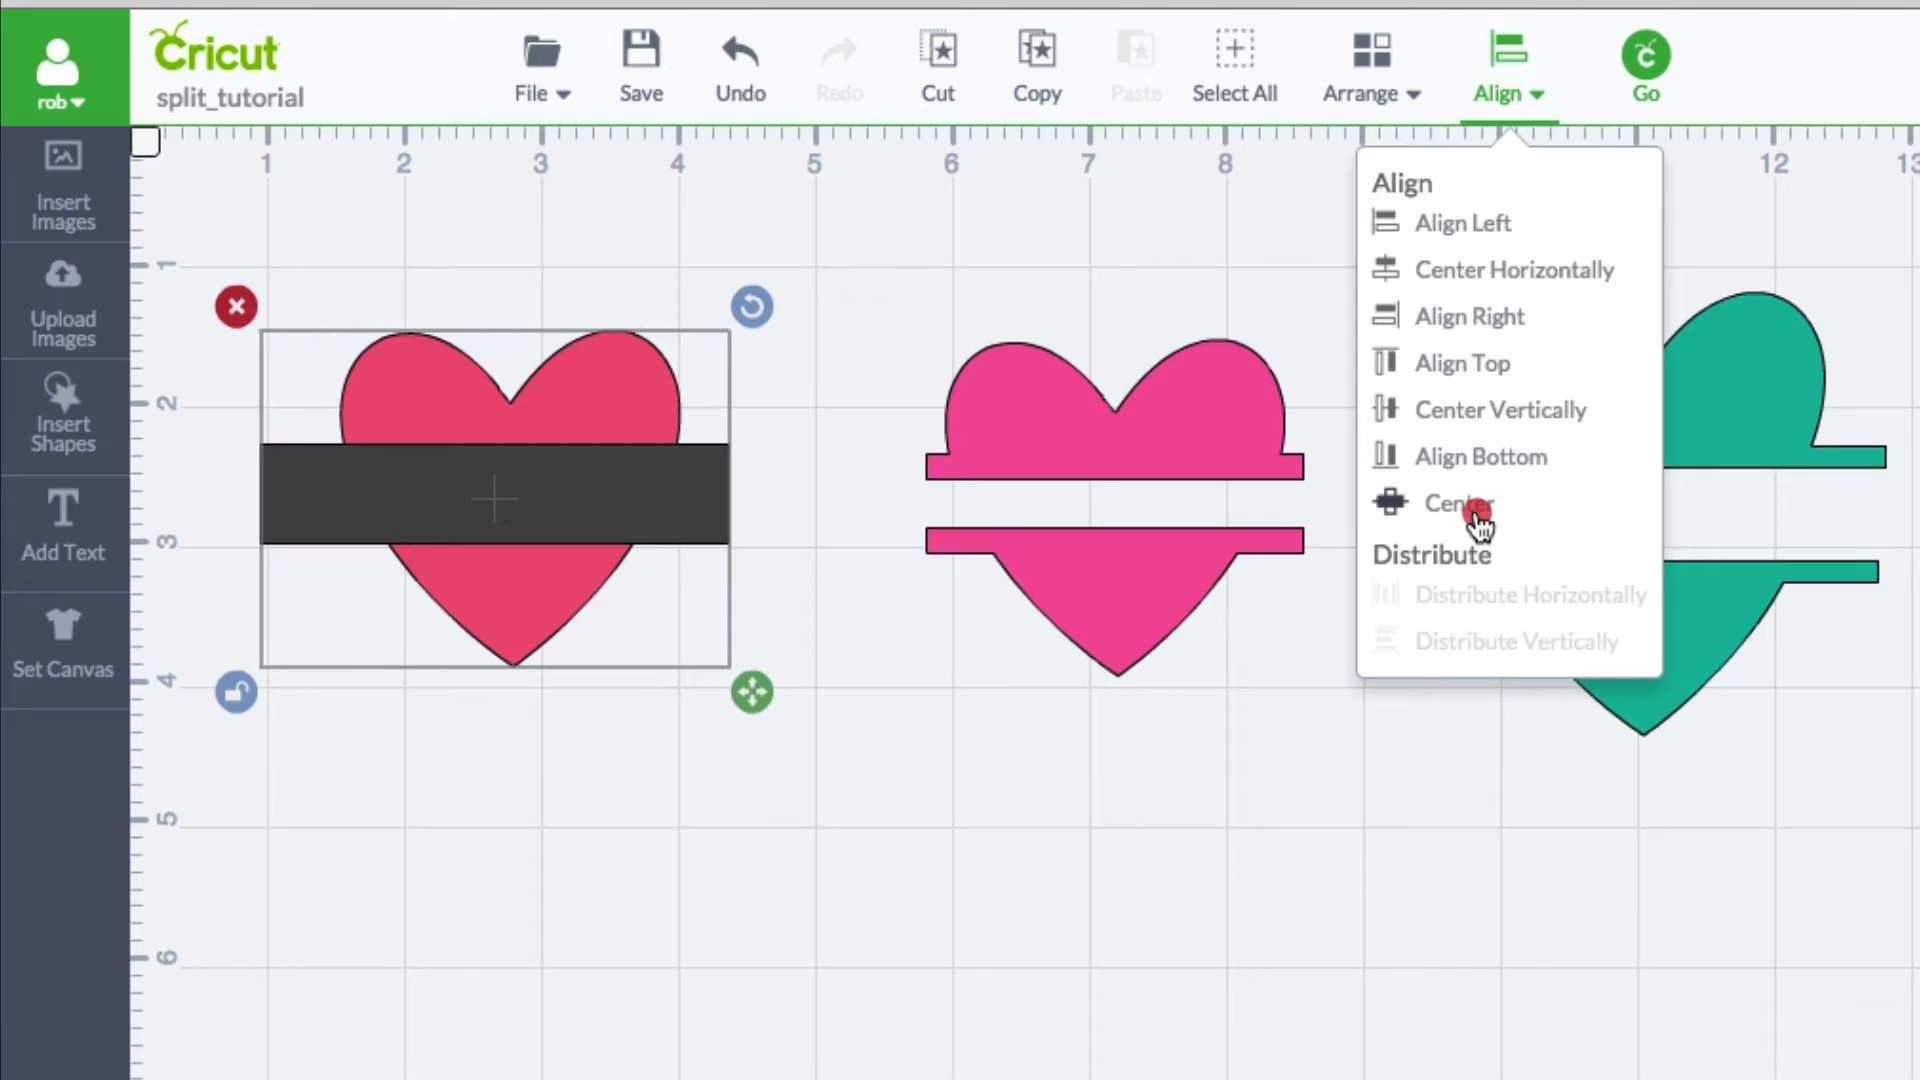 Cricut
split_tutorial
rob
File
Save
Undo
Redo
Cut
Copy
Paste
Select All
Arrange
Align
Go
1 2 3 4 5 6 7 8 12 13
1
2
3
4
5
6
Insert
Images
Upload
Images
Insert
Shapes
Add Text
Set Canvas
Align
Align Left
Center Horizontally
Align Right
Align Top
Center Vertically
Align Bottom
Center
Distribute
Distribute Horizontally
Distribute Vertically